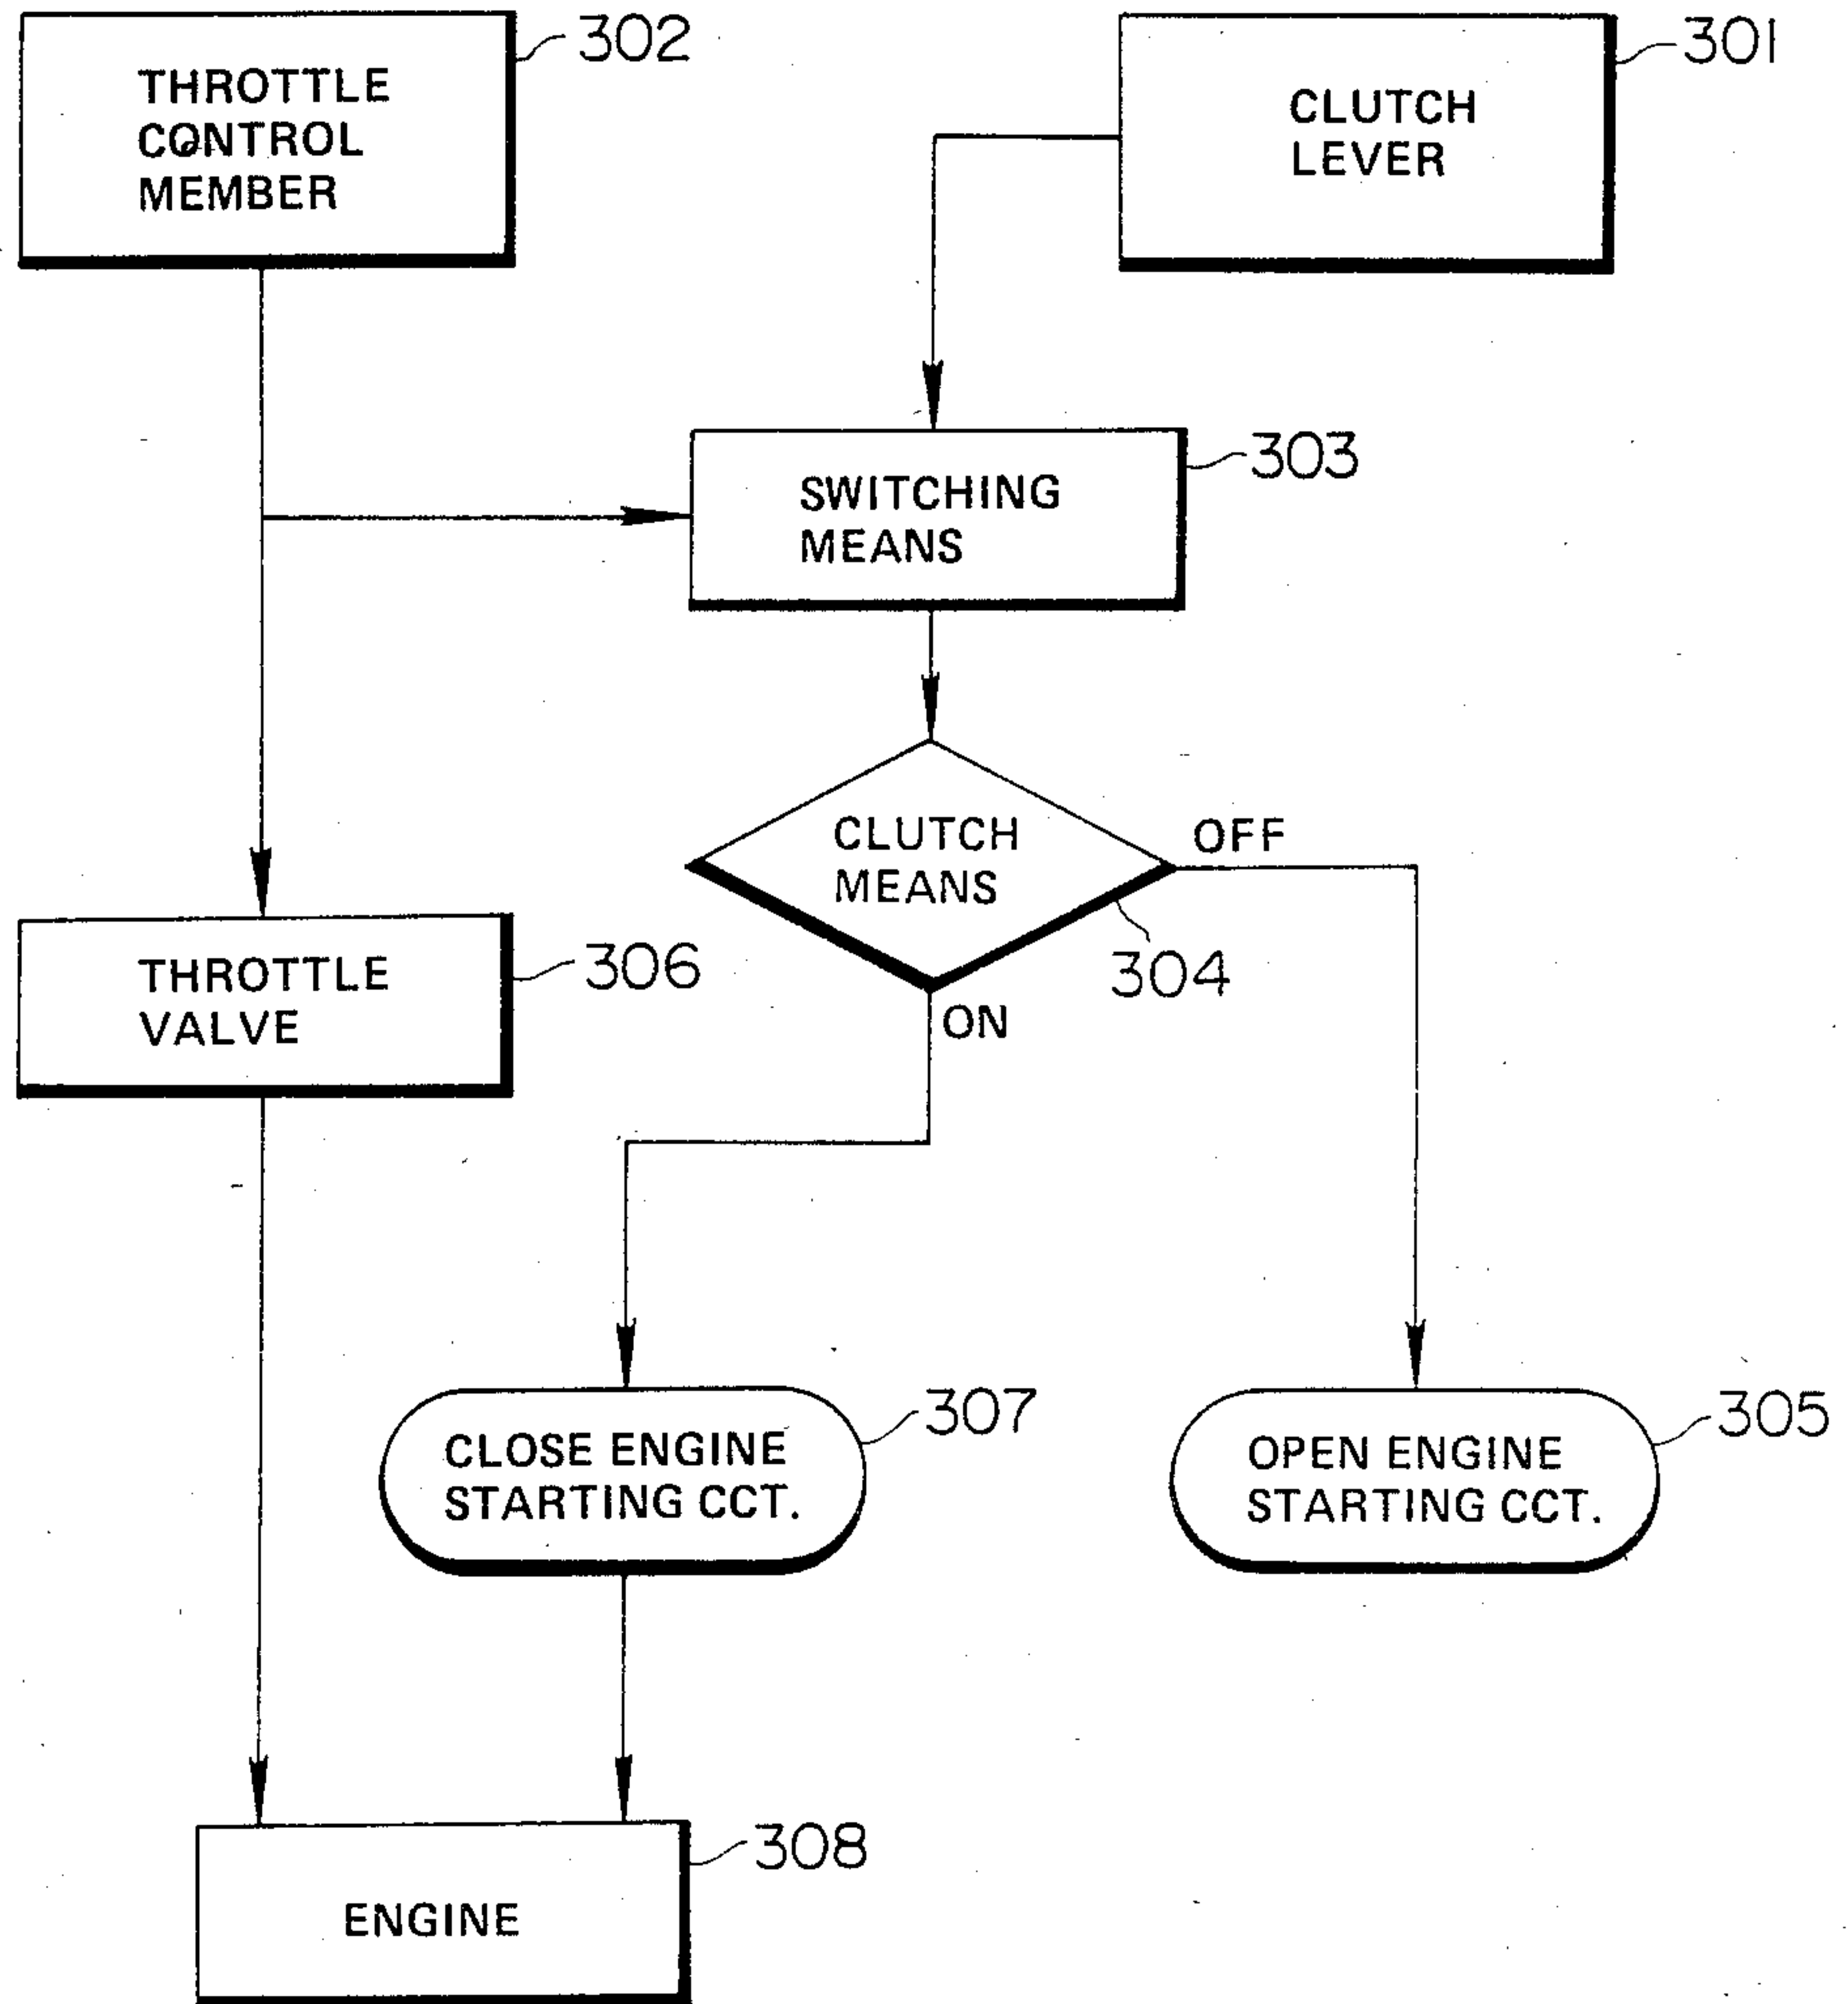 302
THROTTLE
CONTROL
MEMBER
301
CLUTCH
LEVER
303
SWITCHING
MEANS
CLUTCH
MEANS
OFF
304
ON
306
THROTTLE
VALVE
307
CLOSE ENGINE
STARTING CCT.
305
OPEN ENGINE
STARTING CCT.
308
ENGINE